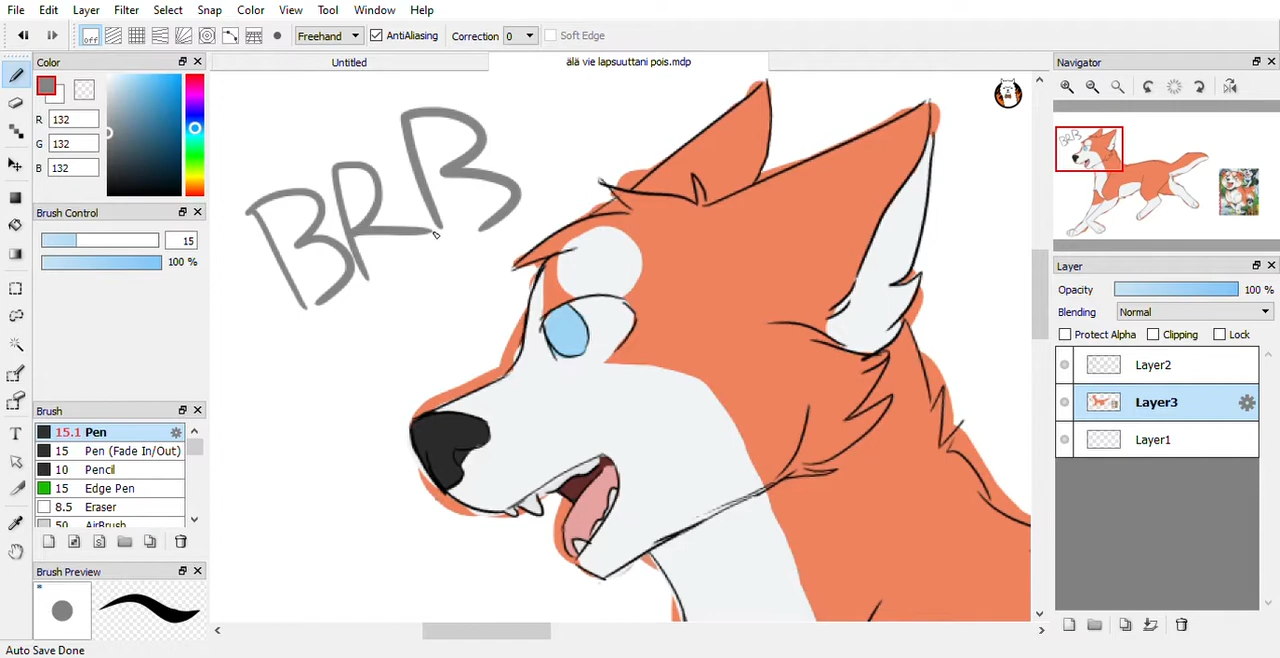 File Edit Layer Filter Select Snap Color View Tool Window Help
off Freehand AntiAliasing Correction 0 Soft Edge
Color Untitled älä vie lapsuuttani pois.mdp Navigator
R 132
G 132
B 132
BRB
Brush Control
15
100 %
Layer
Opacity 100 %
Blending Normal
Protect Alpha Clipping Lock
Layer2
Layer3
Layer1
Brush
15.1 Pen
15 Pen (Fade In/Out)
10 Pencil
15 Edge Pen
8.5 Eraser
50 AirBrush
Brush Preview
Auto Save Done